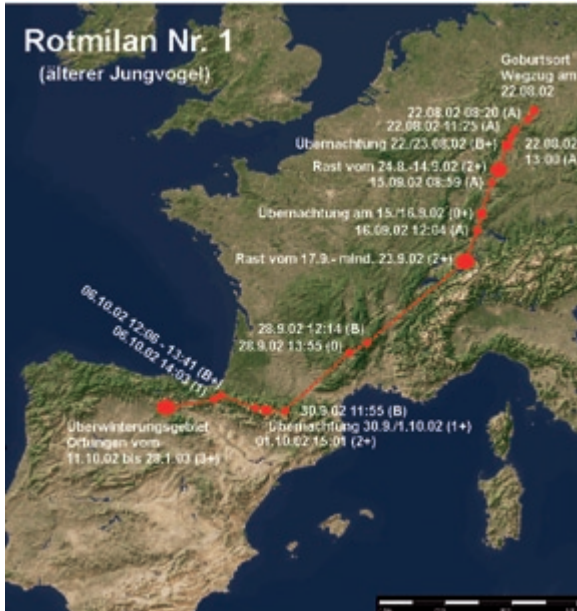 Rotmilan Nr. 1
(älterer Jungvogel)
Geburtsort
Wegzug am
22.08.02
22.08.02 08:20 (A)
22.08.02 11:25 (A)
Übernachtung 22./23.08.02 (B+)
22.08.02
13:00 (A)
Rast vom 24.8.-14.9.02 (2+)
15.09.02 08:59 (A)
Übernachtung am 15./16.9.02 (0+)
16.09.02 12:04 (A)
Rast vom 17.9.- mind. 23.9.02 (2+)
28.9.02 12:14 (B)
28.9.02 13:55 (0)
06.10.02 12:06 - 13:41 (B+)
06.10.02 14:03 (1)
30.9.02 11:55 (B)
Übernachtung 30.9./1.10.02 (1+)
01.10.02 15:01 (2+)
Überwinterungsgebiet
Ortungen vom
11.10.02 bis 28.1.03 (3+)